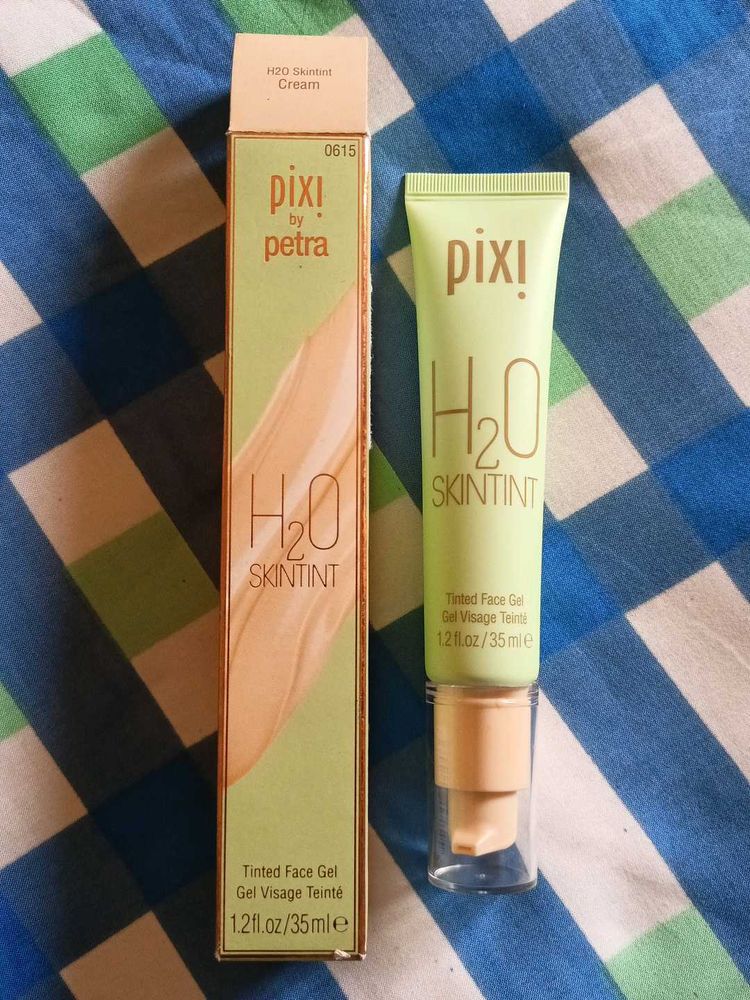 H2O Skintint
Cream
0615
pixi
by
petra
H2O
SKINTINT
Tinted Face Gel
Gel Visage Teinté
1.2fl.oz/35ml℮
pixi
H2O
SKINTINT
Tinted Face Gel
Gel Visage Teinté
1.2 fl.oz/35 ml ℮